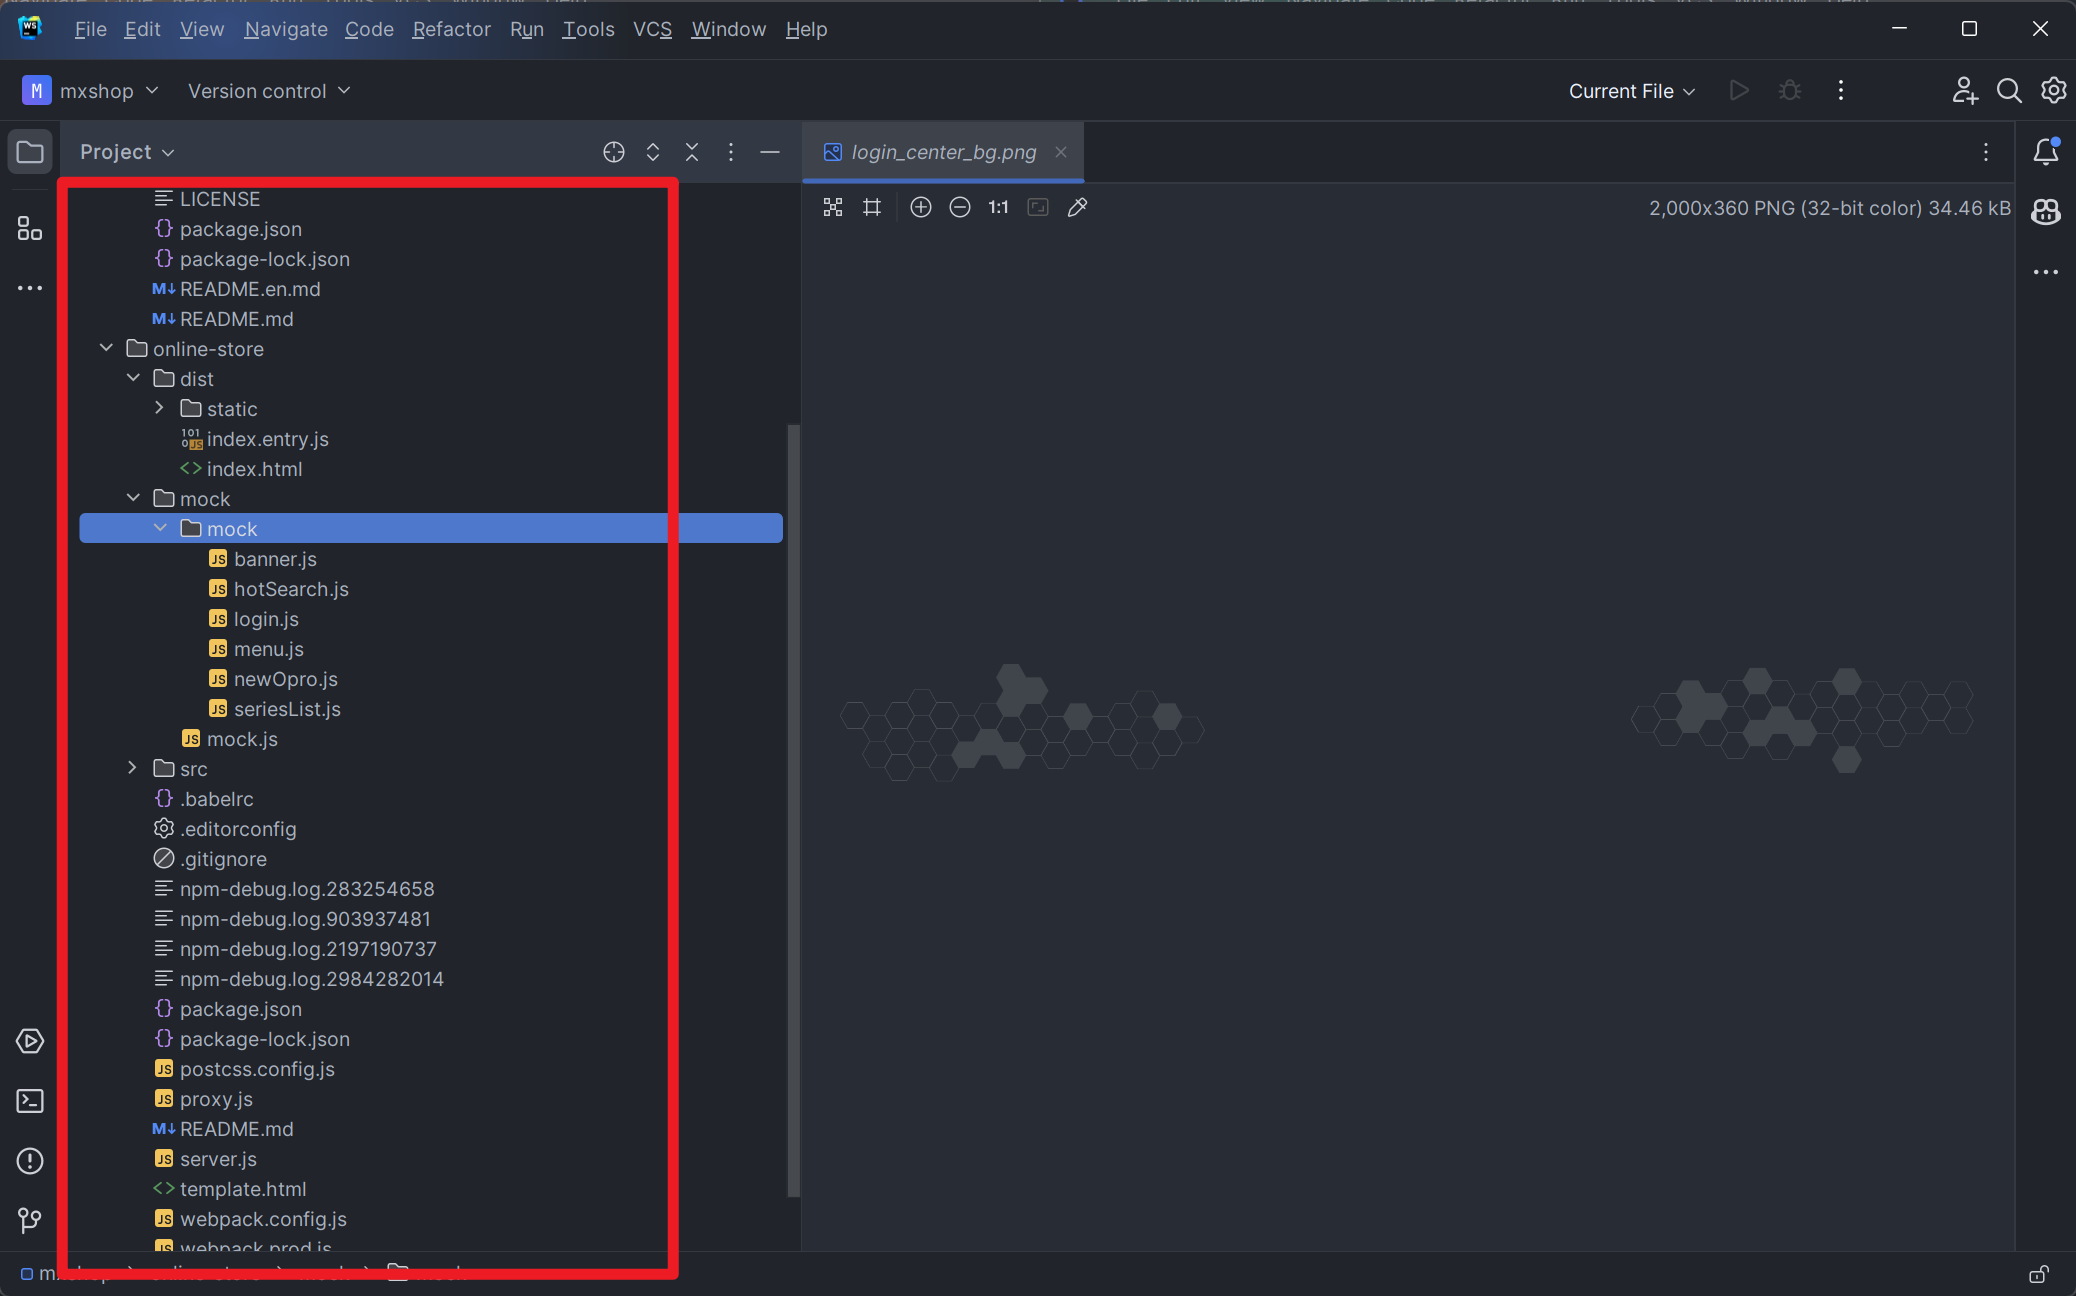 File Edit View Navigate Code Refactor Run Tools VCS Window Help
M mxshop Version control Current File
Project
login_center_bg.png
1:1 2,000x360 PNG (32-bit color) 34.46 kB
LICENSE
package.json
package-lock.json
README.en.md
README.md
online-store
dist
static
index.entry.js
index.html
mock
mock
banner.js
hotSearch.js
login.js
menu.js
newOpro.js
seriesList.js
mock.js
src
.babelrc
.editorconfig
.gitignore
npm-debug.log.283254658
npm-debug.log.903937481
npm-debug.log.2197190737
npm-debug.log.2984282014
package.json
package-lock.json
postcss.config.js
proxy.js
README.md
server.js
template.html
webpack.config.js
webpack.prod.js
mxshop